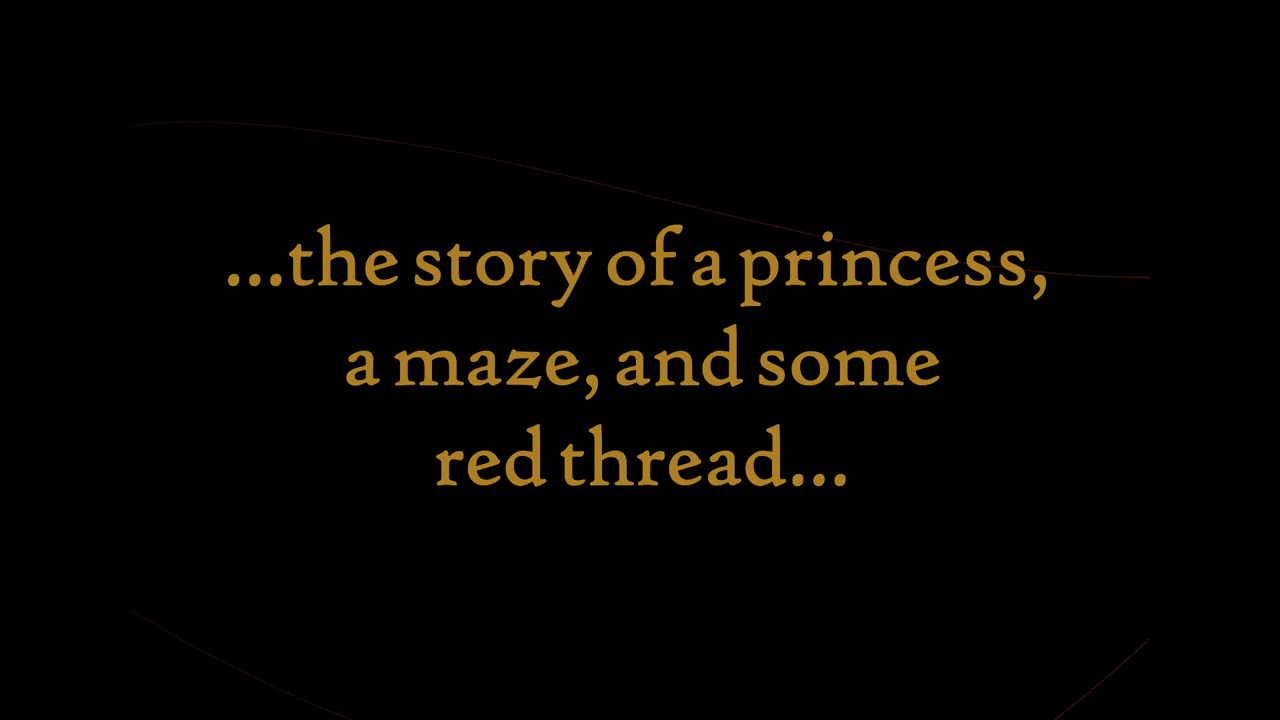 ...the story of a princess,
a maze, and some
red thread...